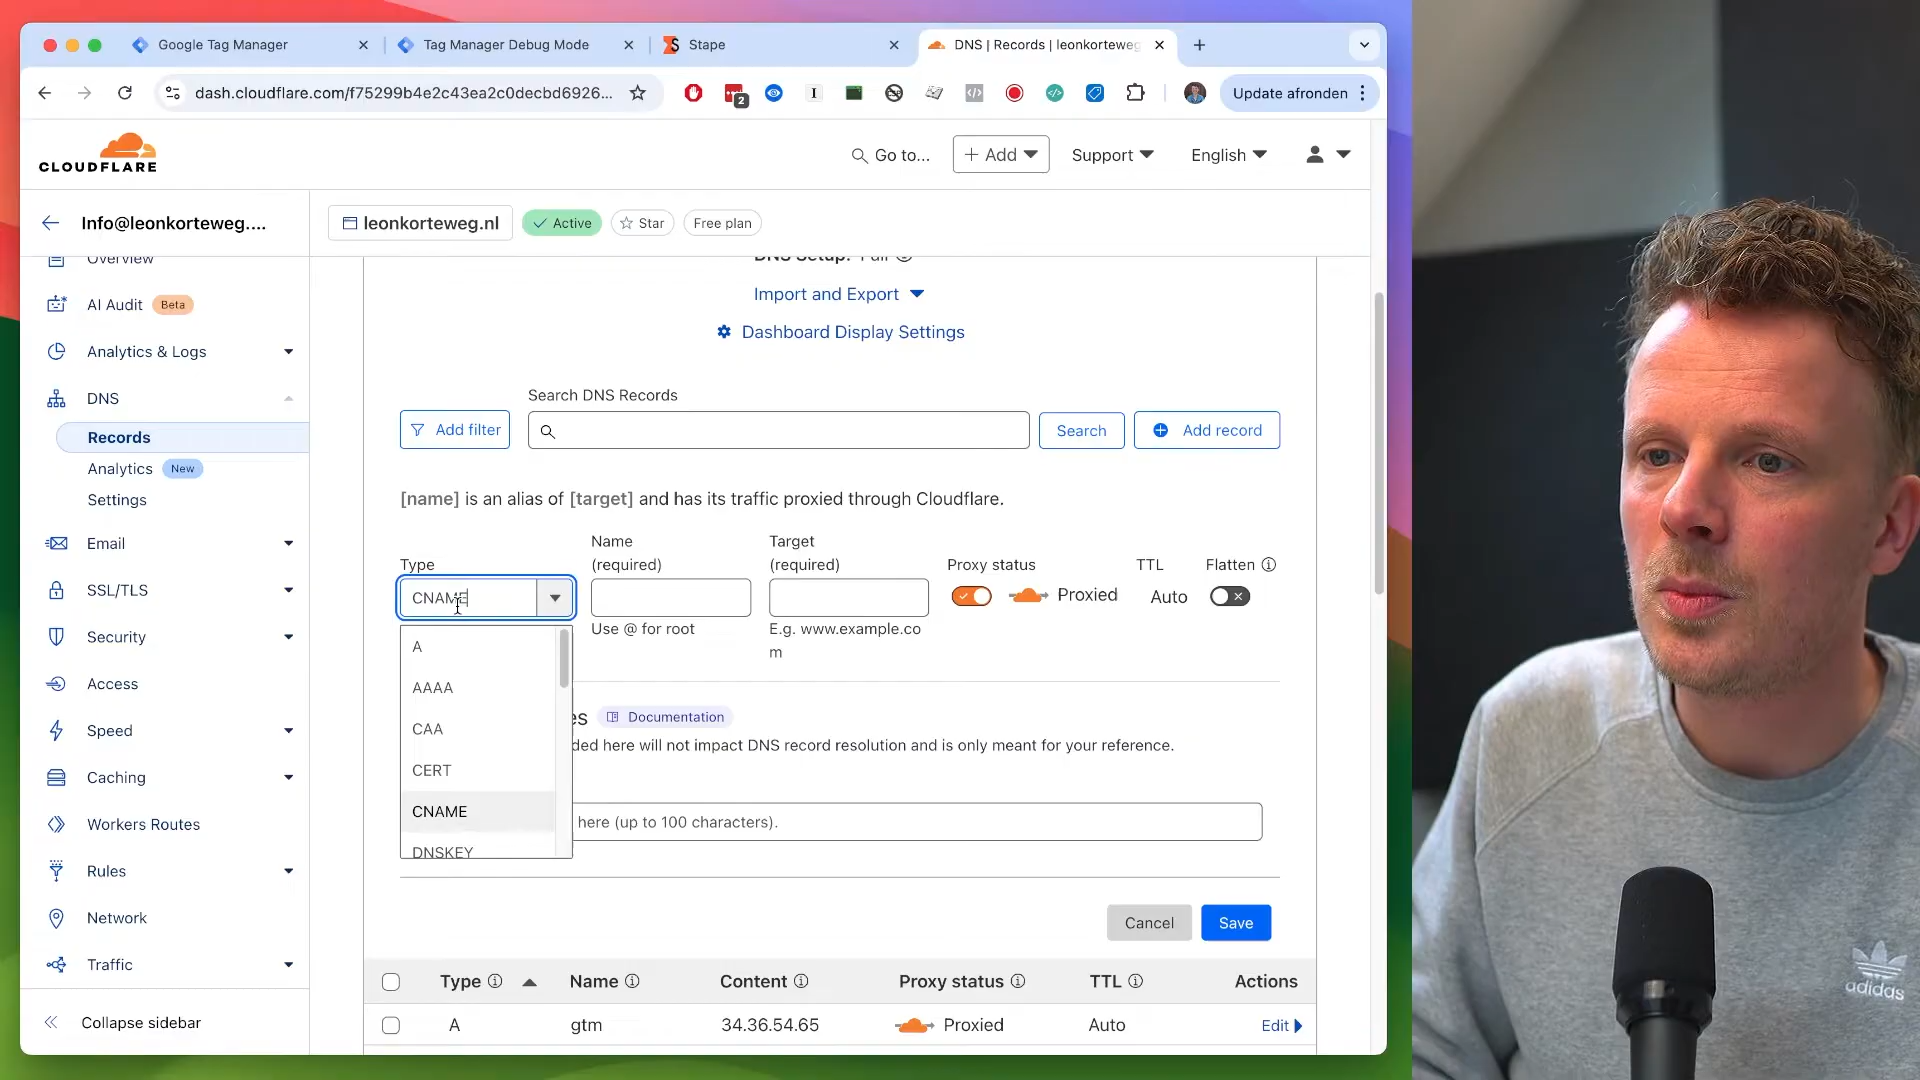 Google Tag Manager
Tag Manager Debug Mode
Stape
DNS | Records | leonkorteweg
dash.cloudflare.com/f75299b4e2c43ea2c0decbd6926...
2
Update afronden
CLOUDFLARE
Go to...
Add
Support
English
Info@leonkorteweg....
leonkorteweg.nl
Active
Star
Free plan
Overview
AI Audit Beta
Analytics & Logs
DNS
Records
Analytics New
Settings
Email
SSL/TLS
Security
Access
Speed
Caching
Workers Routes
Rules
Network
Traffic
Collapse sidebar
DNS Setup: Full
Import and Export
Dashboard Display Settings
Search DNS Records
Add filter
Search
Add record
[name] is an alias of [target] and has its traffic proxied through Cloudflare.
Type
Name
(required)
Target
(required)
Proxy status
TTL
Flatten
CNAME
Proxied
Auto
Use @ for root
E.g. www.example.co
m
A
AAAA
CAA
CERT
CNAME
DNSKEY
es
Documentation
ded here will not impact DNS record resolution and is only meant for your reference.
here (up to 100 characters).
Cancel
Save
Type
Name
Content
Proxy status
TTL
Actions
A
gtm
34.36.54.65
Proxied
Auto
Edit
adidas